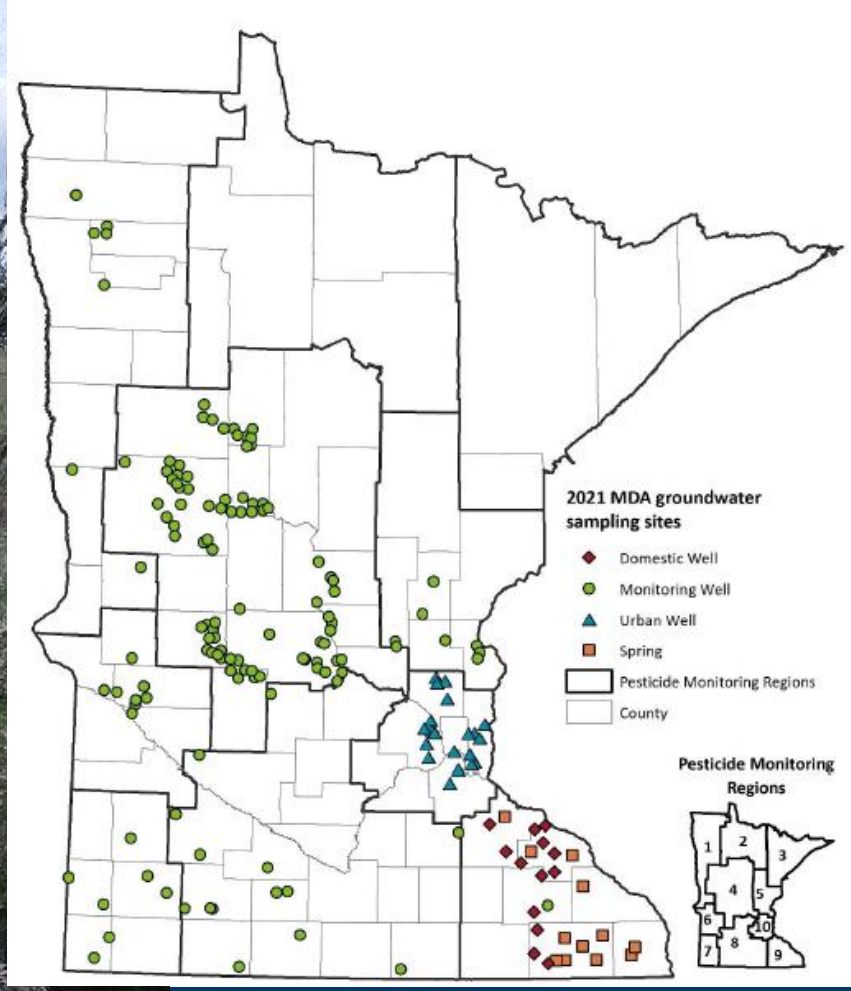 2021 MDA groundwater
sampling sites
Domestic Well
Monitoring Well
Urban Well
Spring
Pesticide Monitoring Regions
County
Pesticide Monitoring
Regions
1
2
3
4
5
6
10
7
8
9